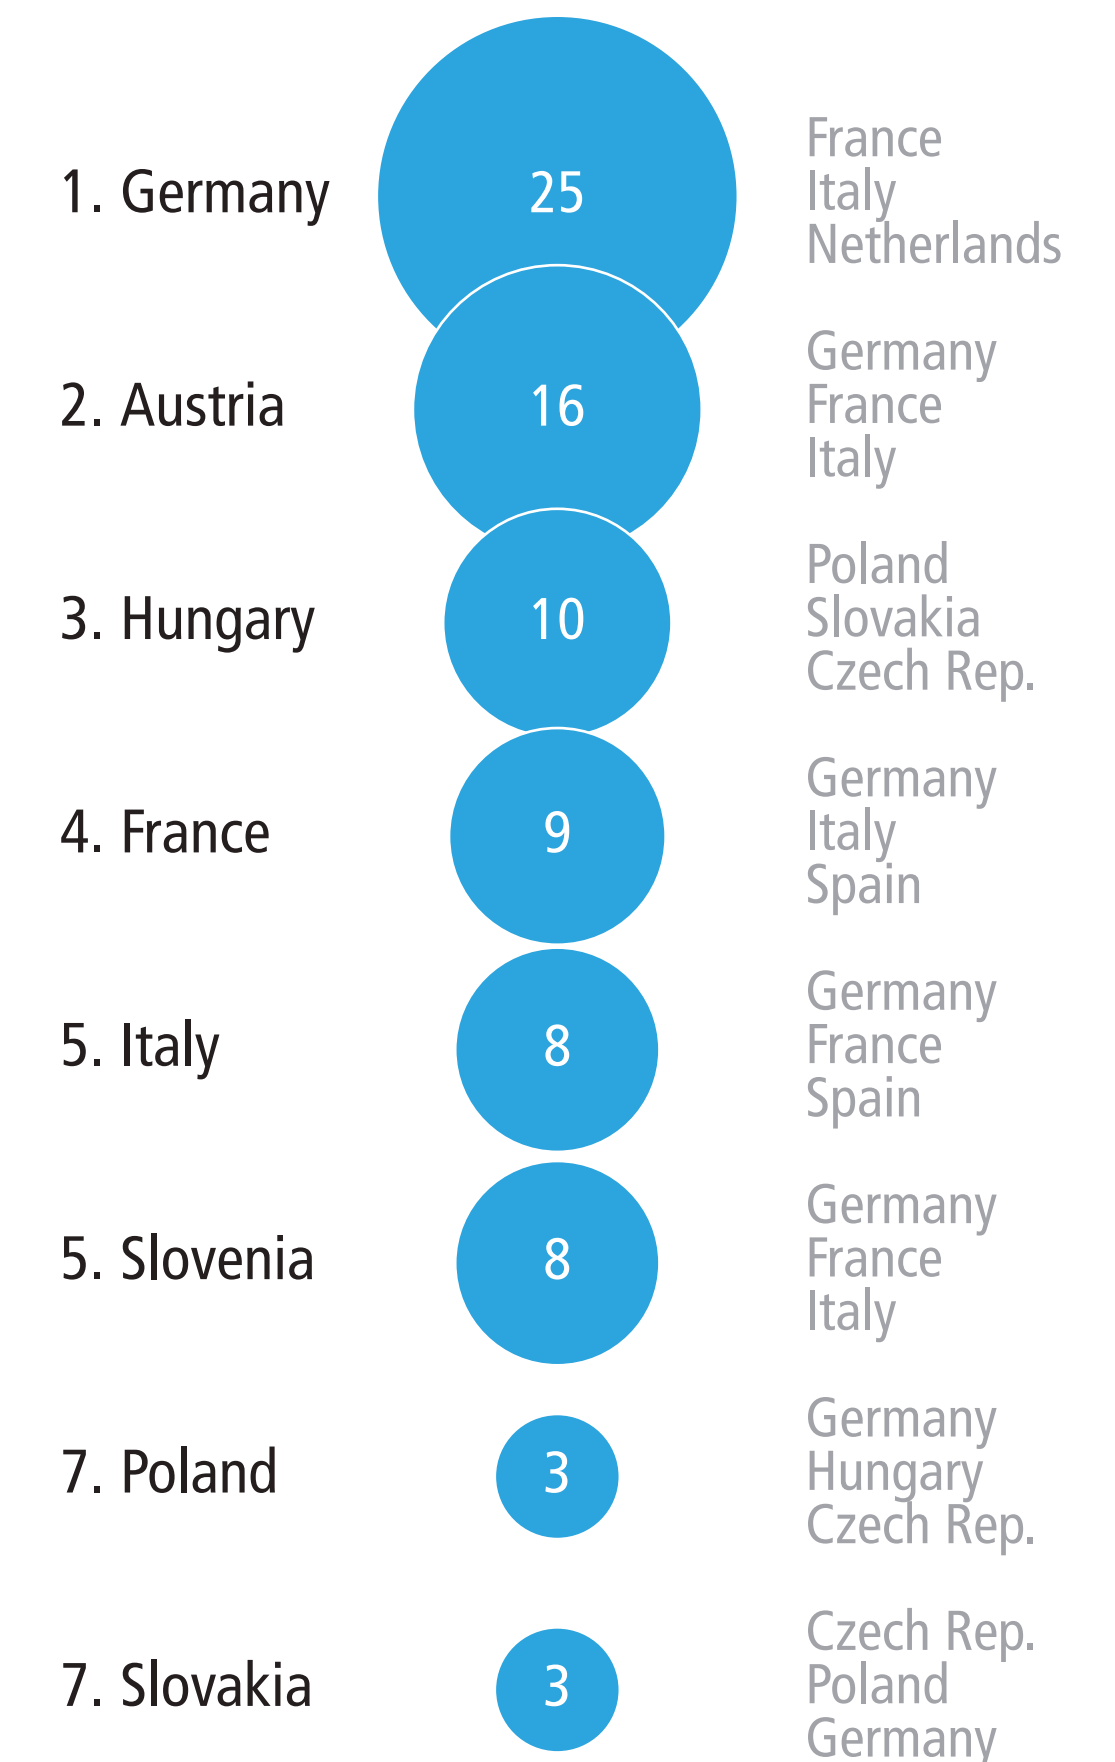 1. Germany
25
France
Italy
Netherlands
2. Austria
16
Germany
France
Italy
3. Hungary
10
Poland
Slovakia
Czech Rep.
4. France
9
Germany
Italy
Spain
5. Italy
8
Germany
France
Spain
5. Slovenia
8
Germany
France
Italy
7. Poland
3
Germany
Hungary
Czech Rep.
7. Slovakia
3
Czech Rep.
Poland
Germany